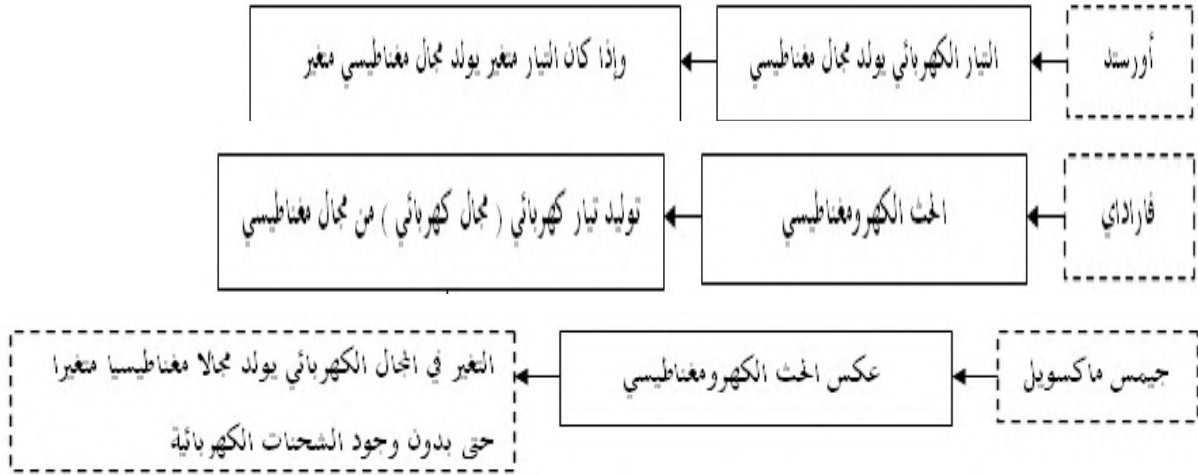 أورستد
التيار الكهربائي يولد مجال مغناطيسي
وإذا كان التيار متغير يولد مجال مغناطيسي متغير
فاراداي
الحث الكهرومغناطيسي
توليد تيار كهربائي ( مجال كهربائي ) من مجال مغناطيسي
جيمس ماكسويل
عكس الحث الكهرومغناطيسي
التغير في المجال الكهربائي يولد مجالا مغناطيسيا متغيرا
حتى بدون وجود الشحنات الكهربائية